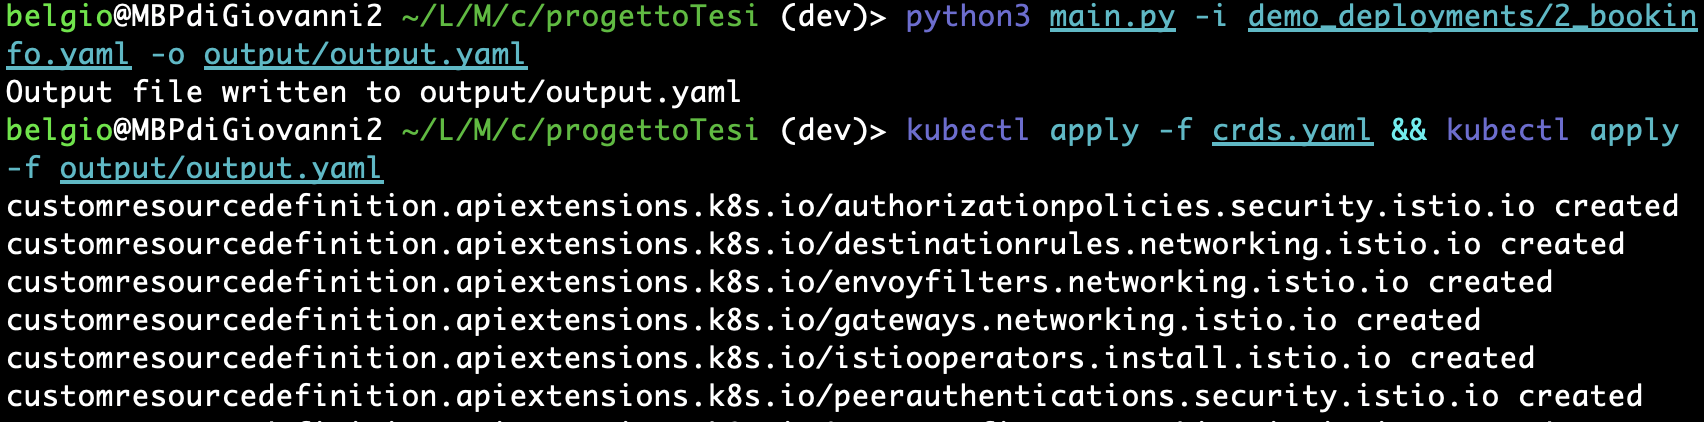 belgio@MBPdiGiovanni2 ~/L/M/c/progettoTesi (dev)> python3 main.py -i demo_deployments/2_bookin
fo.yaml -o output/output.yaml
Output file written to output/output.yaml
belgio@MBPdiGiovanni2 ~/L/M/c/progettoTesi (dev)> kubectl apply -f crds.yaml && kubectl apply
-f output/output.yaml
customresourcedefinition.apiextensions.k8s.io/authorizationpolicies.security.istio.io created
customresourcedefinition.apiextensions.k8s.io/destinationrules.networking.istio.io created
customresourcedefinition.apiextensions.k8s.io/envoyfilters.networking.istio.io created
customresourcedefinition.apiextensions.k8s.io/gateways.networking.istio.io created
customresourcedefinition.apiextensions.k8s.io/istiooperators.install.istio.io created
customresourcedefinition.apiextensions.k8s.io/peerauthentications.security.istio.io created